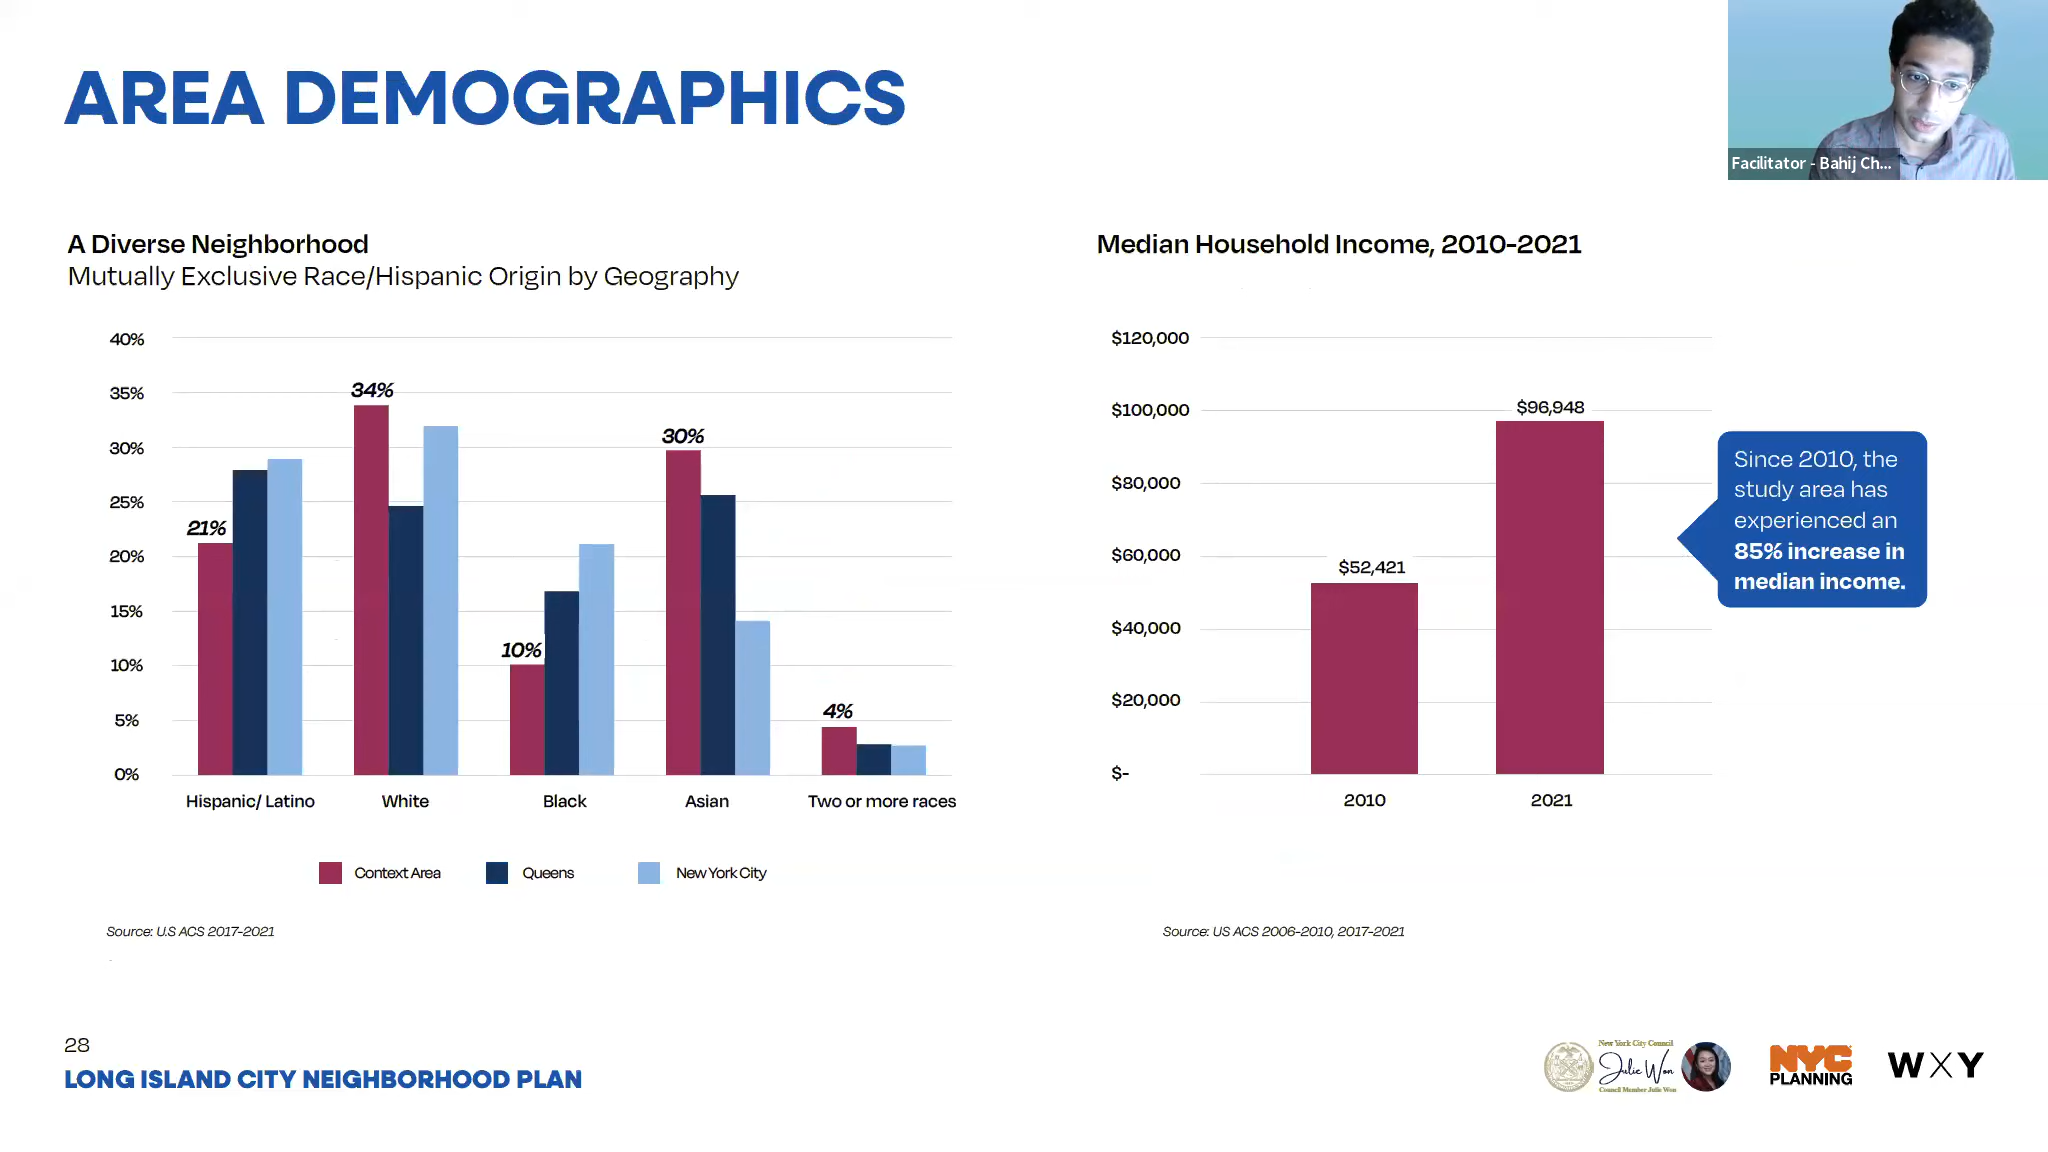 AREA DEMOGRAPHICS
Facilitator - Bahij Ch...
A Diverse Neighborhood
Mutually Exclusive Race/Hispanic Origin by Geography
40%
35%
30%
25%
20%
15%
10%
5%
0%
21%
34%
10%
30%
4%
Hispanic/ Latino
White
Black
Asian
Two or more races
Context Area
Queens
New York City
Source: U.S ACS 2017-2021
Median Household Income, 2010-2021
$120,000
$100,000
$80,000
$60,000
$40,000
$20,000
$-
$52,421
$96,948
2010
2021
Since 2010, the
study area has
experienced an
85% increase in
median income.
Source: US ACS 2006-2010, 2017-2021
28
LONG ISLAND CITY NEIGHBORHOOD PLAN
New York City Council
Julie Won
Council Member Julie Won
NYC
PLANNING
WXY